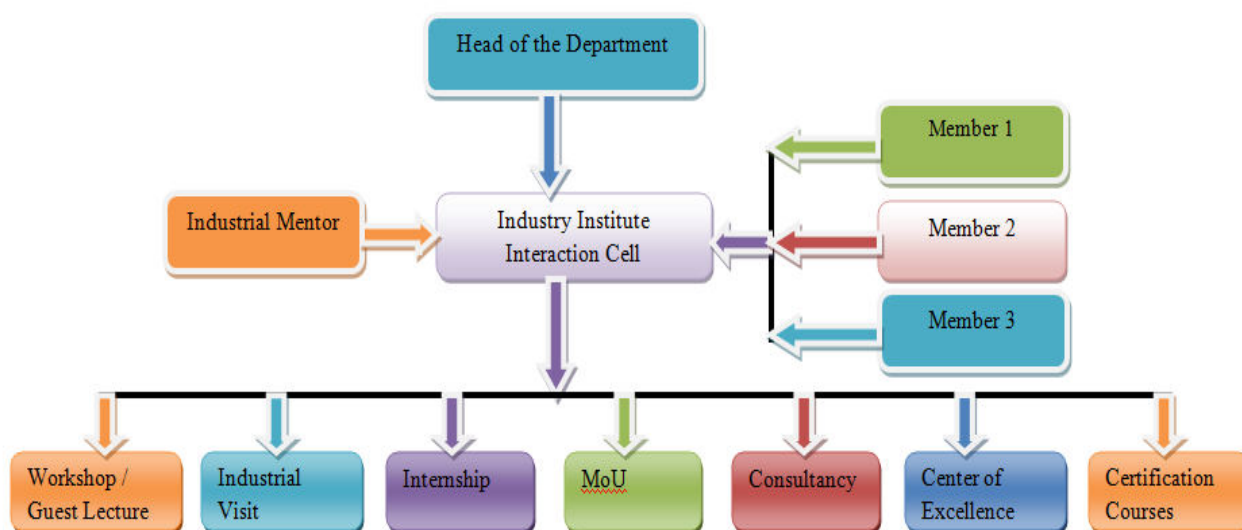 Head of the Department
Member 1
Industrial Mentor
Industry Institute
Interaction Cell
Member 2
Member 3
Workshop /
Guest Lecture
Industrial
Visit
Internship
MoU
Consultancy
Center of
Excellence
Certification
Courses